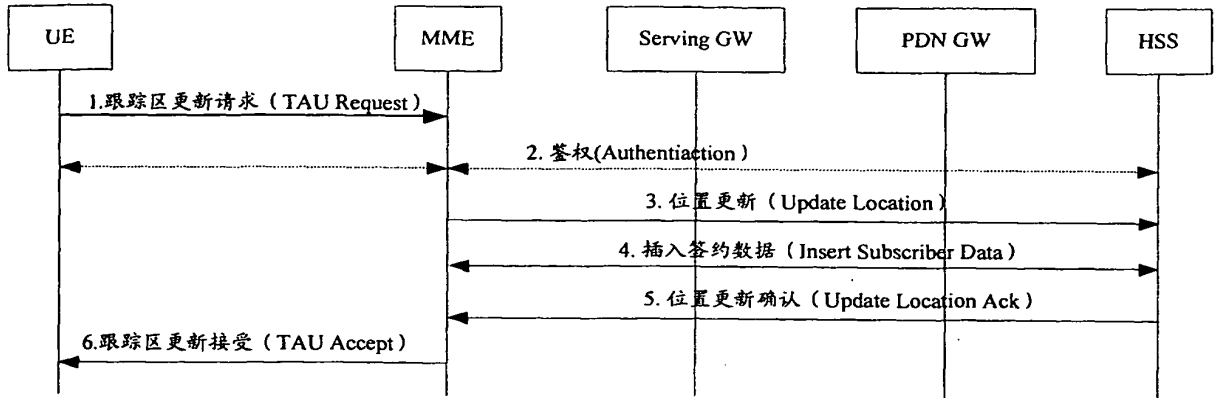 UE
MME
Serving GW
PDN GW
HSS
1.跟踪区更新请求（TAU Request）
2. 鉴权(Authentiaction）
3. 位置更新（Update Location）
4. 插入签约数据（Insert Subscriber Data）
5. 位置更新确认（Update Location Ack）
6.跟踪区更新接受（TAU Accept）